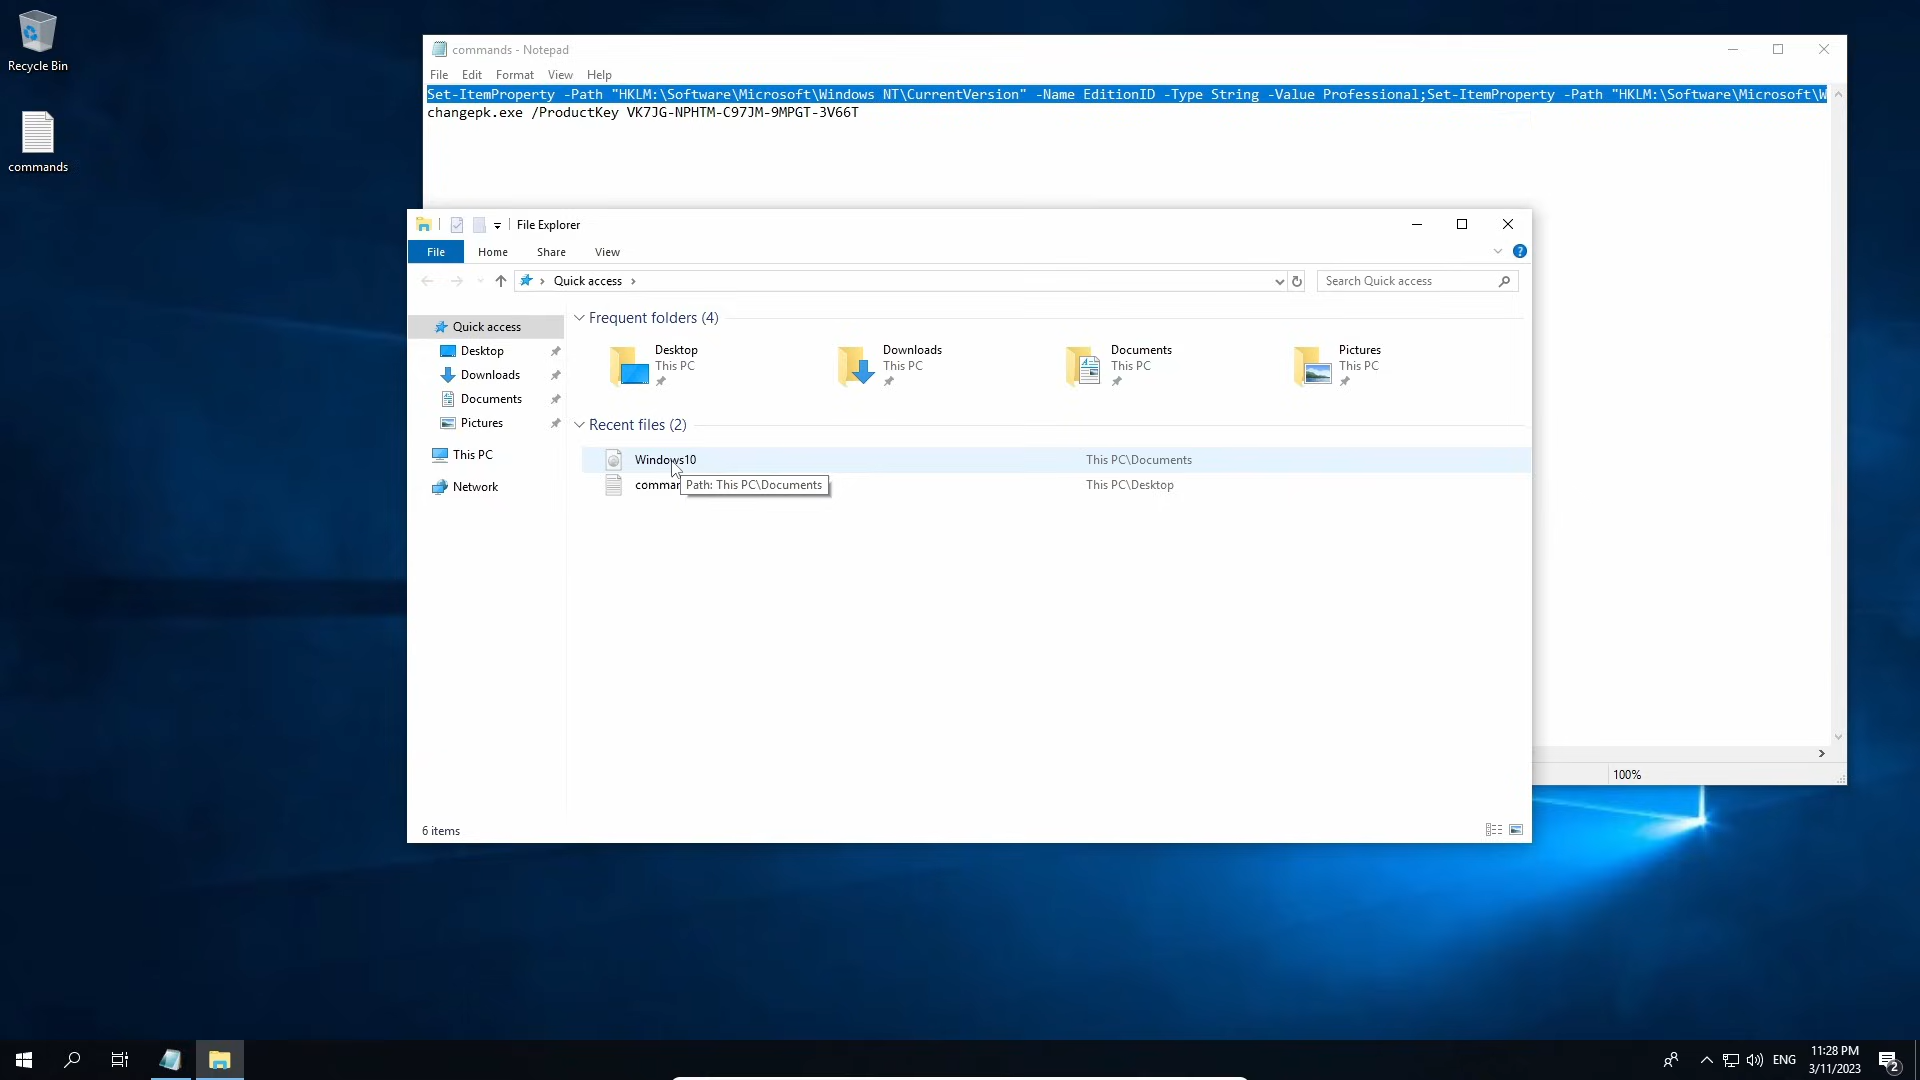 Recycle Bin
commands
commands - Notepad
File Edit Format View Help
Set-ItemProperty -Path "HKLM:\Software\Microsoft\Windows NT\CurrentVersion" -Name EditionID -Type String -Value Professional;Set-ItemProperty -Path "HKLM:\Software\Microsoft\W
changepk.exe /ProductKey VK7JG-NPHTM-C97JM-9MPGT-3V66T
File Explorer
File Home Share View
Quick access
Search Quick access
Quick access
Desktop
Downloads
Documents
Pictures
This PC
Network
Frequent folders (4)
Desktop
This PC
Downloads
This PC
Documents
This PC
Pictures
This PC
Recent files (2)
Windows10 This PC\Documents
comman This PC\Desktop
Path: This PC\Documents
6 items
100%
ENG
11:28 PM
3/11/2023
2